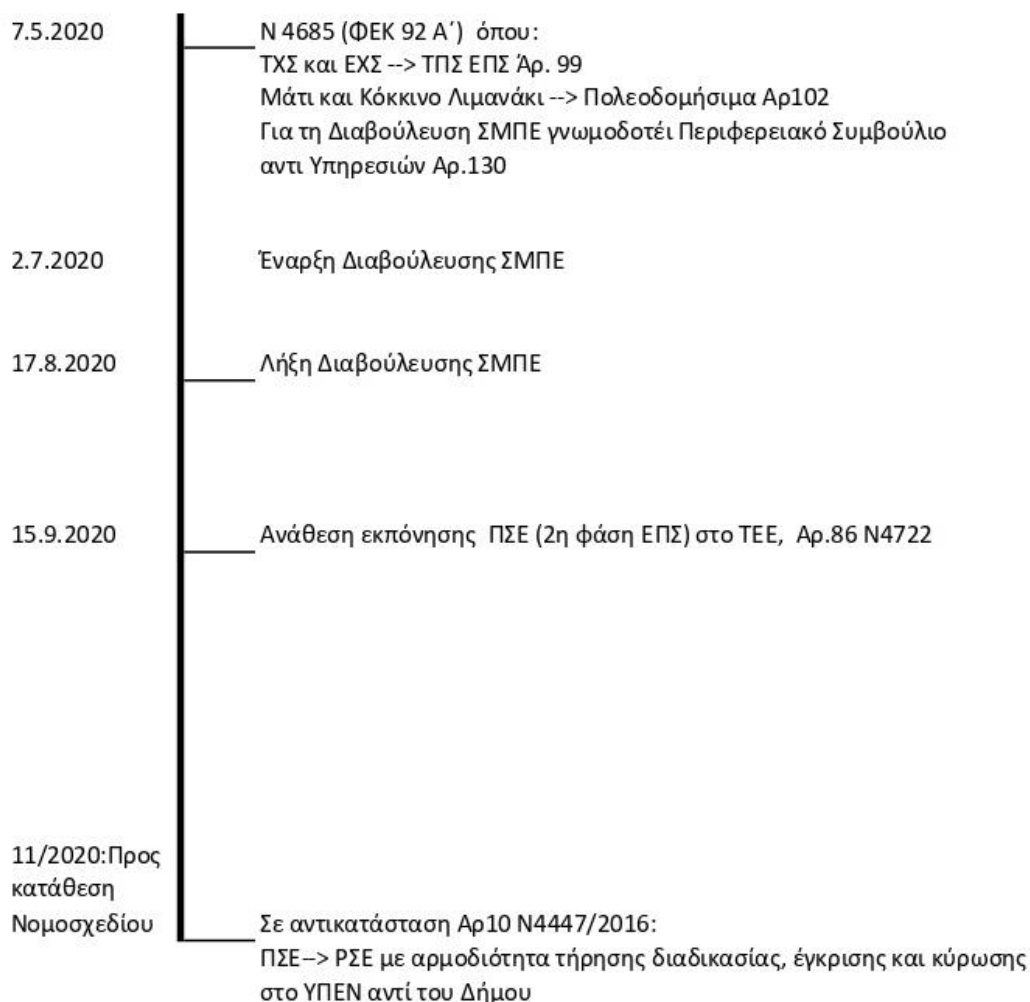 7.5.2020 Ν 4685 (ΦΕΚ 92 Α΄) όπου:
ΤΧΣ και ΕΧΣ --> ΤΠΣ ΕΠΣ Άρ. 99
Μάτι και Κόκκινο Λιμανάκι --> Πολεοδομήσιμα Αρ102
Για τη Διαβούλευση ΣΜΠΕ γνωμοδοτέι Περιφερειακό Συμβούλιο
αντι Υπηρεσιών Αρ.130
2.7.2020 Έναρξη Διαβούλευσης ΣΜΠΕ
17.8.2020 Λήξη Διαβούλευσης ΣΜΠΕ
15.9.2020 Ανάθεση εκπόνησης ΠΣΕ (2η φάση ΕΠΣ) στο ΤΕΕ, Αρ.86 Ν4722
11/2020:Προς
κατάθεση
Νομοσχεδίου Σε αντικατάσταση Αρ10 Ν4447/2016:
ΠΣΕ–> ΡΣΕ με αρμοδιότητα τήρησης διαδικασίας, έγκρισης και κύρωσης
στο ΥΠΕΝ αντί του Δήμου